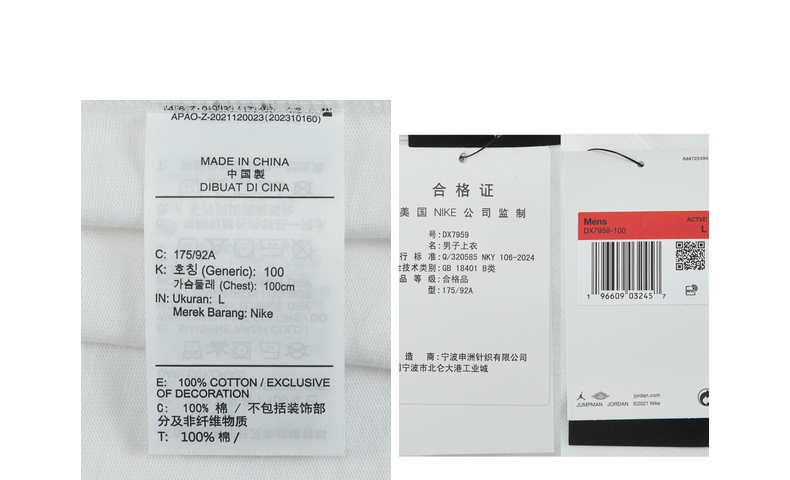 APAO-Z-2021120023(202310160)
MADE IN CHINA
中国製
DIBUAT DI CINA
C: 175/92A
K: 호칭 (Generic): 100
가슴둘레 (Chest): 100cm
IN: Ukuran: L
Merek Barang: Nike
E: 100% COTTON / EXCLUSIVE
OF DECORATION
C: 100% 棉 / 不包括装饰部
分及非纤维物质
T: 100% 棉 /
合格证
美国 NIKE 公司监制
号: DX7959
名: 男子上衣
行 标 准: Q/320585 NKY 106-2024
全技术类别: GB 18401 B类
品 等 级: 合格品
型: 175/92A
造 商: 宁波申洲针织有限公司
宁波市北仑大港工业城
IM#722494
Mens
ACTVE
DX7959-100
L
1 96609 03245 7
JUMPMAN JORDAN
jordan.com
©2021 Nike